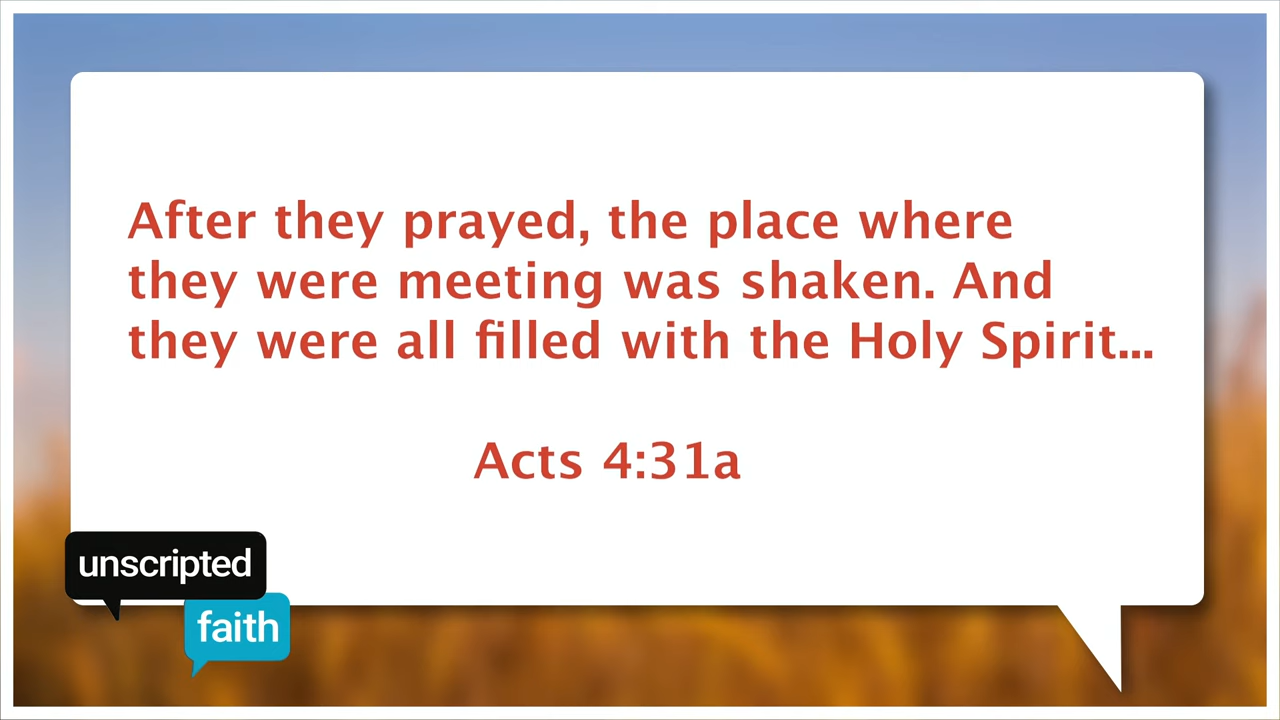 After they prayed, the place where
they were meeting was shaken. And
they were all filled with the Holy Spirit...
Acts 4:31a
unscripted
faith